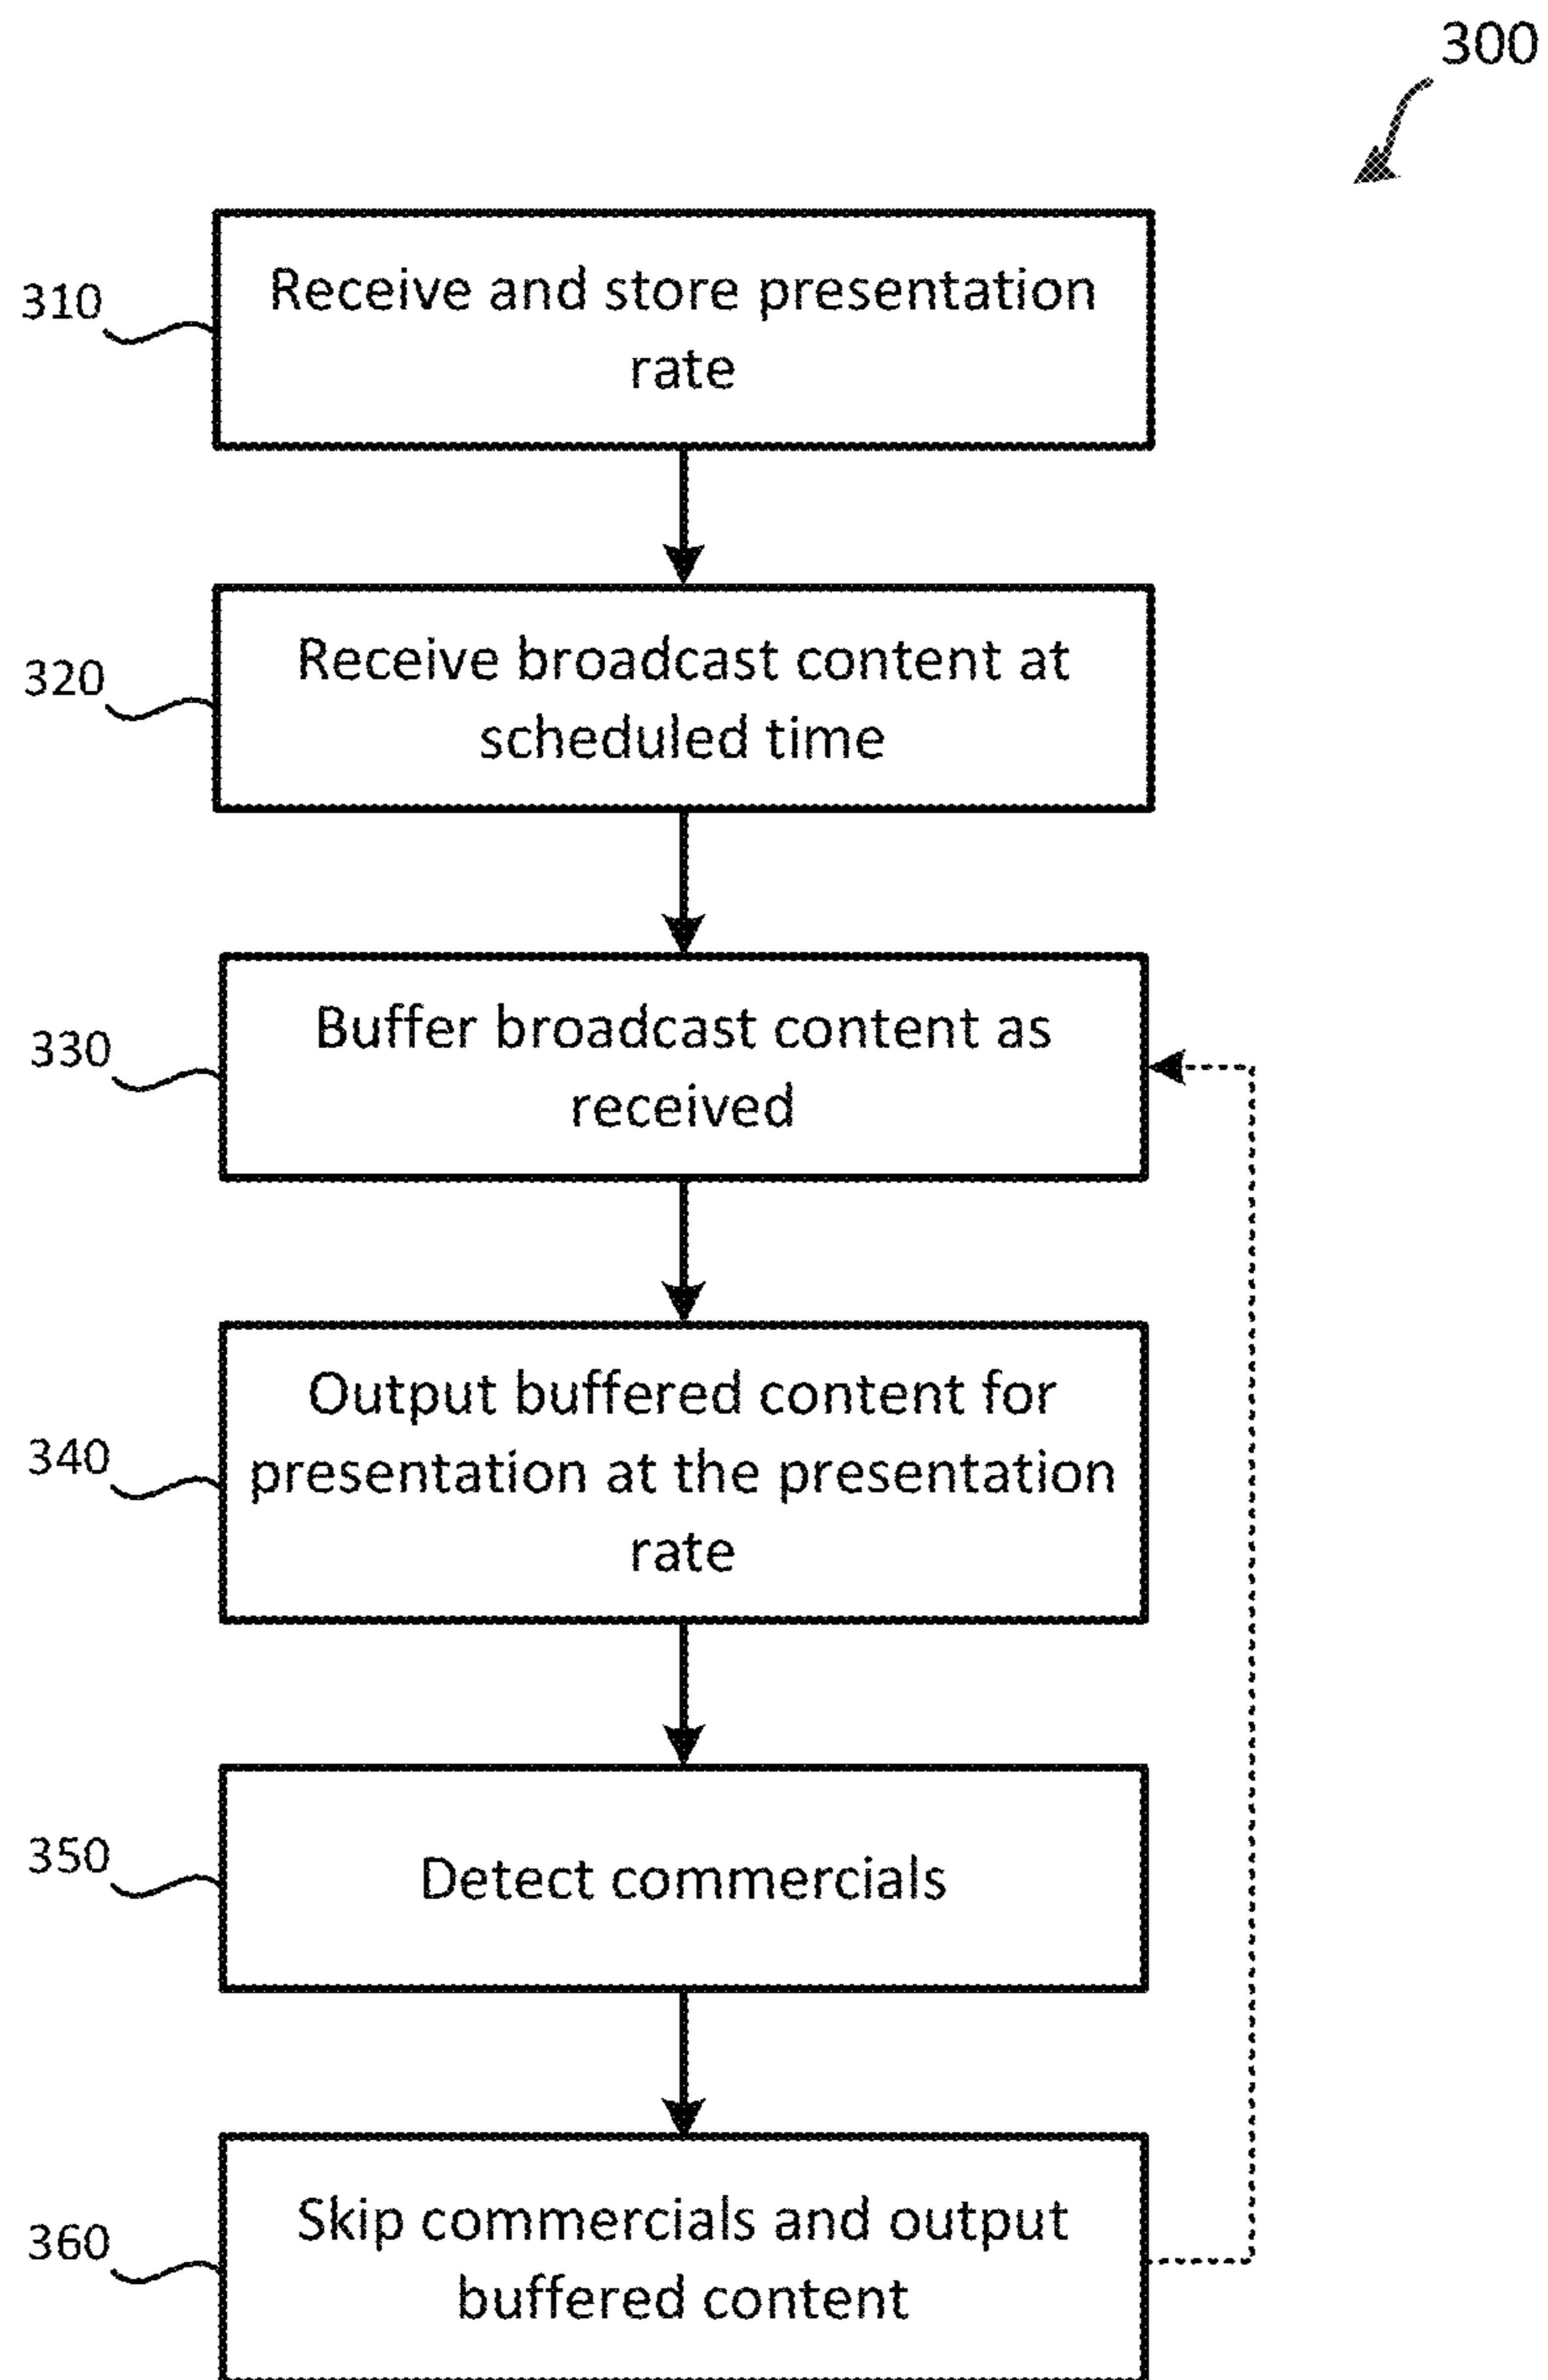 300
310
Receive and store presentation
rate
320
Receive broadcast content at
scheduled time
330
Buffer broadcast content as
received
340
Output buffered content for
presentation at the presentation
rate
350
Detect commercials
360
Skip commercials and output
buffered content